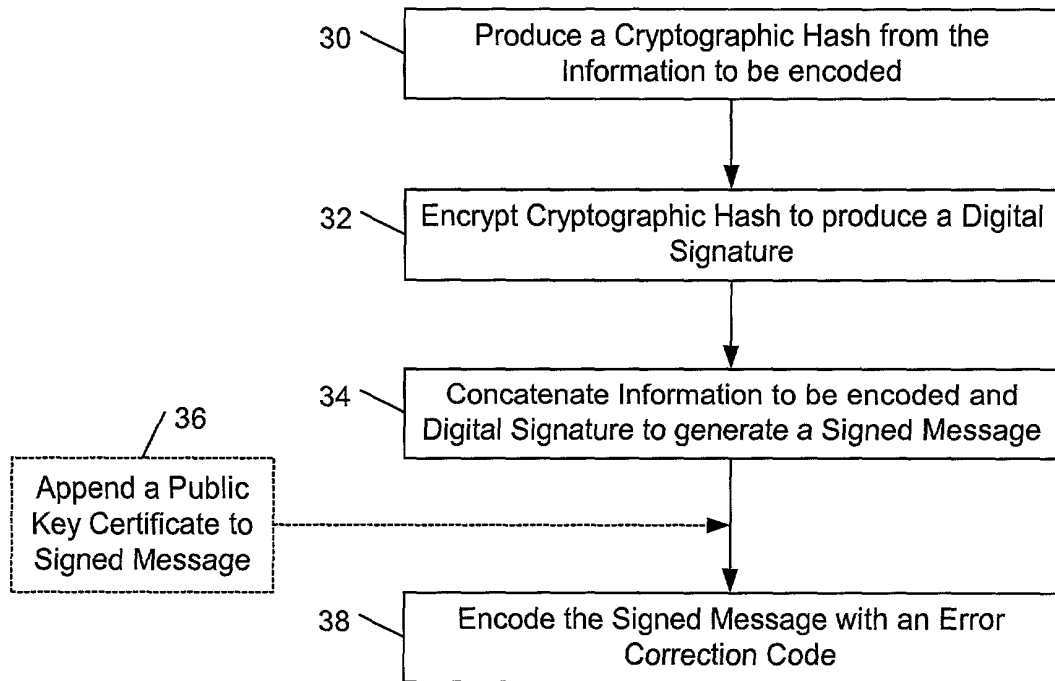 30
Produce a Cryptographic Hash from the
Information to be encoded
32
Encrypt Cryptographic Hash to produce a Digital
Signature
34
Concatenate Information to be encoded and
Digital Signature to generate a Signed Message
36
Append a Public
Key Certificate to
Signed Message
38
Encode the Signed Message with an Error
Correction Code